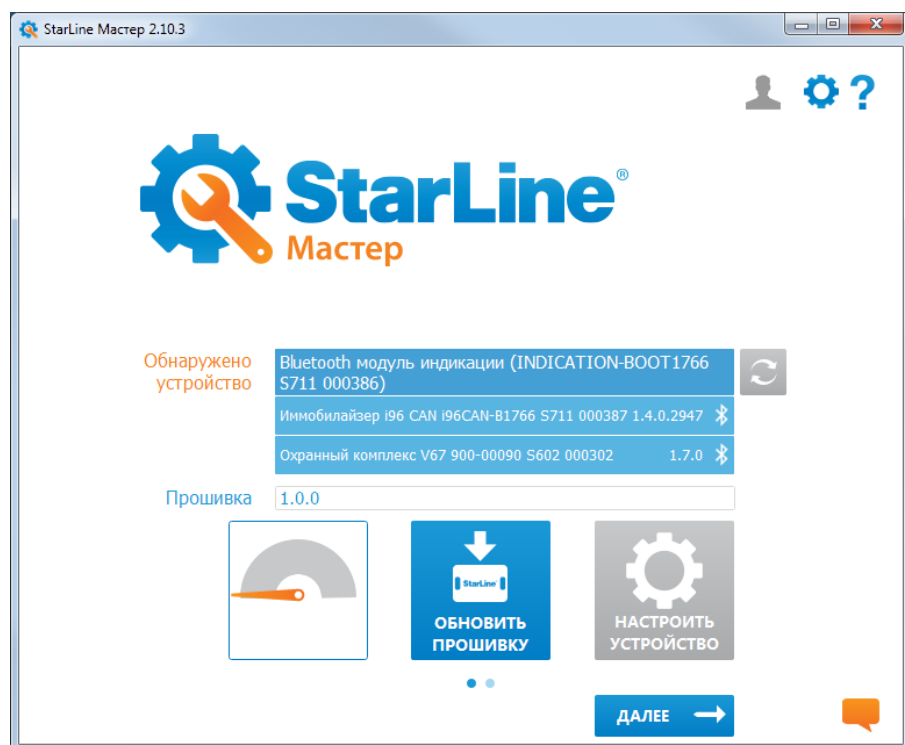 StarLine Мастер 2.10.3
?
StarLine®
Мастер
Обнаружено
устройство
Bluetooth модуль индикации (INDICATION-BOOT1766
S711 000386)
Иммобилайзер i96 CAN i96CAN-B1766 S711 000387 1.4.0.2947
Охранный комплекс V67 900-00090 S602 000302 1.7.0
Прошивка
1.0.0
StarLine
ОБНОВИТЬ
ПРОШИВКУ
НАСТРОИТЬ
УСТРОЙСТВО
ДАЛЕЕ